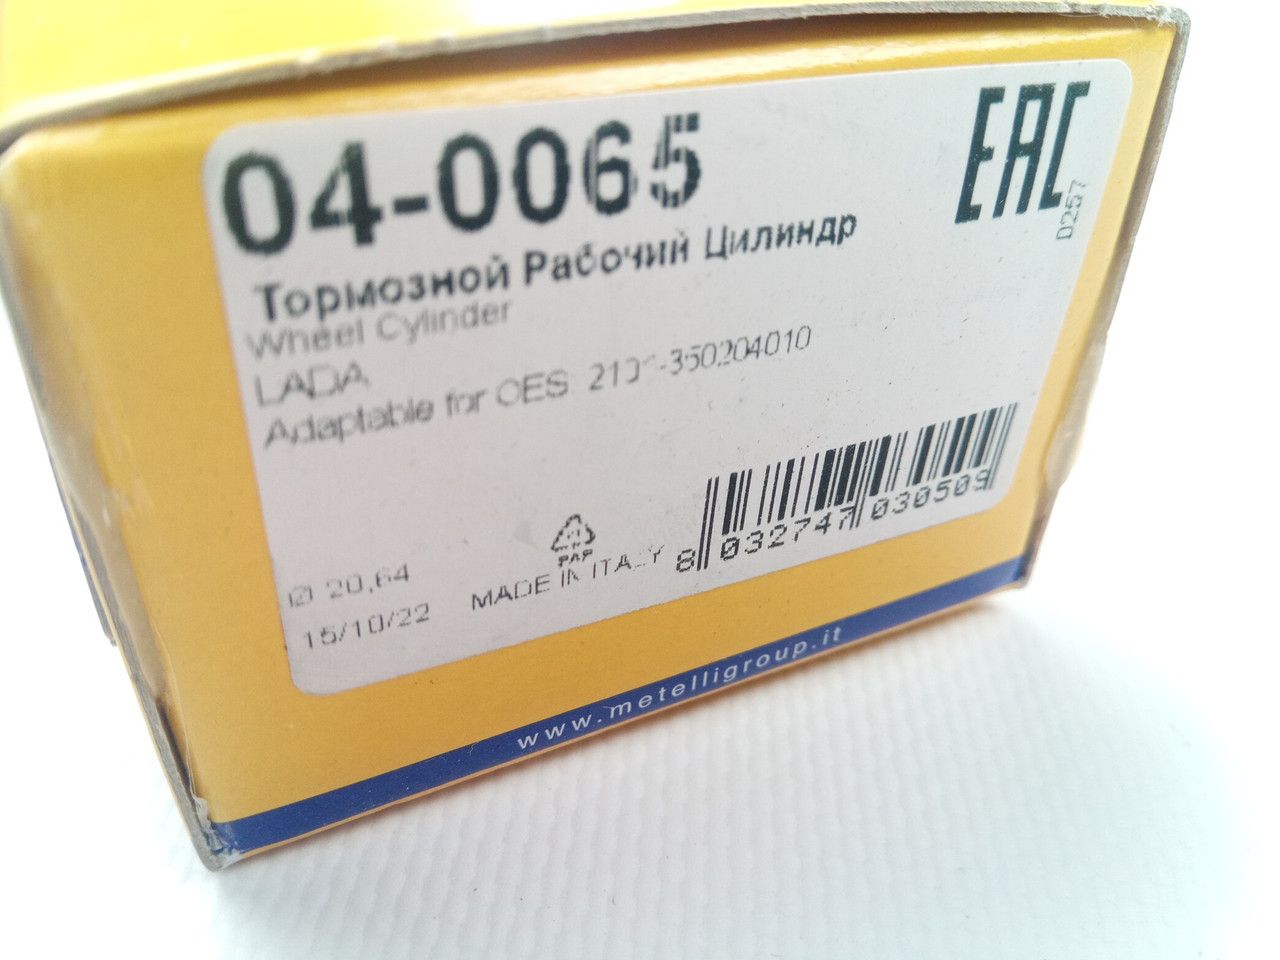 04-0065
EAC
D257
Тормозной Рабочий Цилиндр
Wheel Cylinder
LADA
Adaptable for OES
PAP
Ø 20,64
15/10/22
MADE IN ITALY
8 032747 030509
www.metelligroup.it